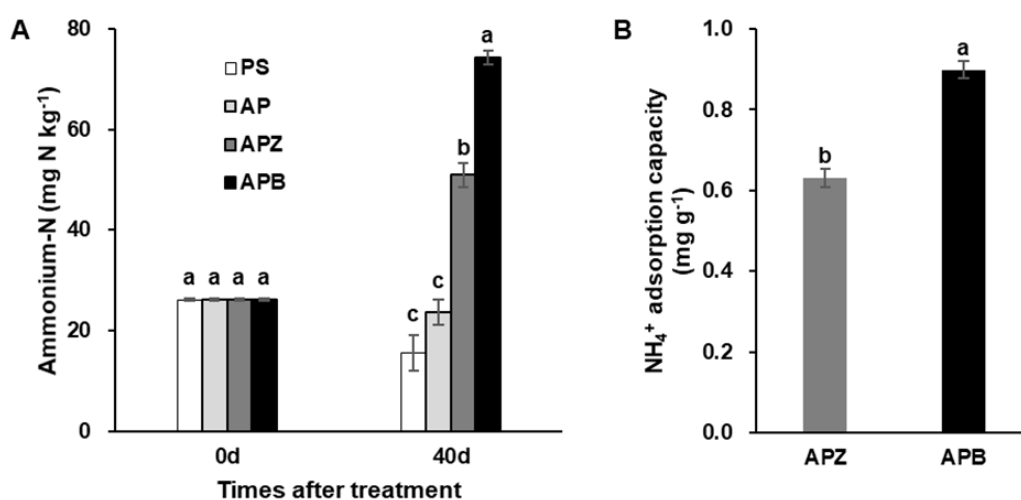 A
Ammonium-N (mg N kg⁻¹)
80
60
40
20
0
PS
AP
APZ
APB
a a a a
c
c
b
a
0d
40d
Times after treatment
B
NH₄⁺ adsorption capacity
(mg g⁻¹)
1.0
0.8
0.6
0.4
0.2
0.0
b
a
APZ
APB